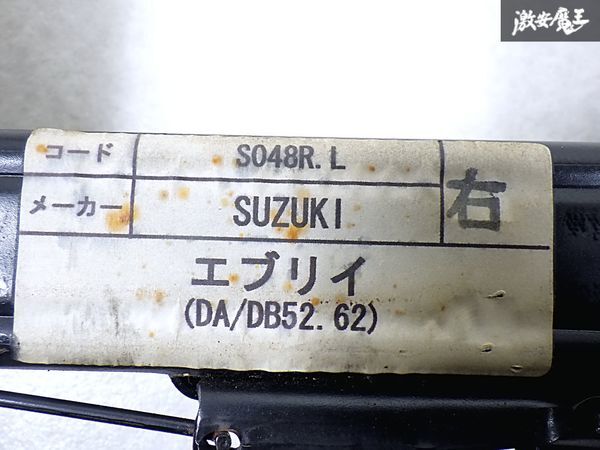 激安魔王
コード S048R.L 右
メーカー SUZUKI
エブリイ
(DA/DB52.62)